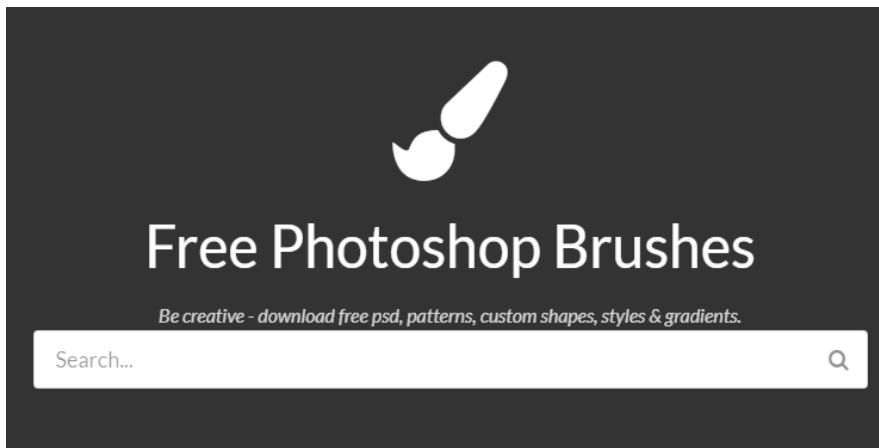 Free Photoshop Brushes
Be creative - download free psd, patterns, custom shapes, styles & gradients.
Search...